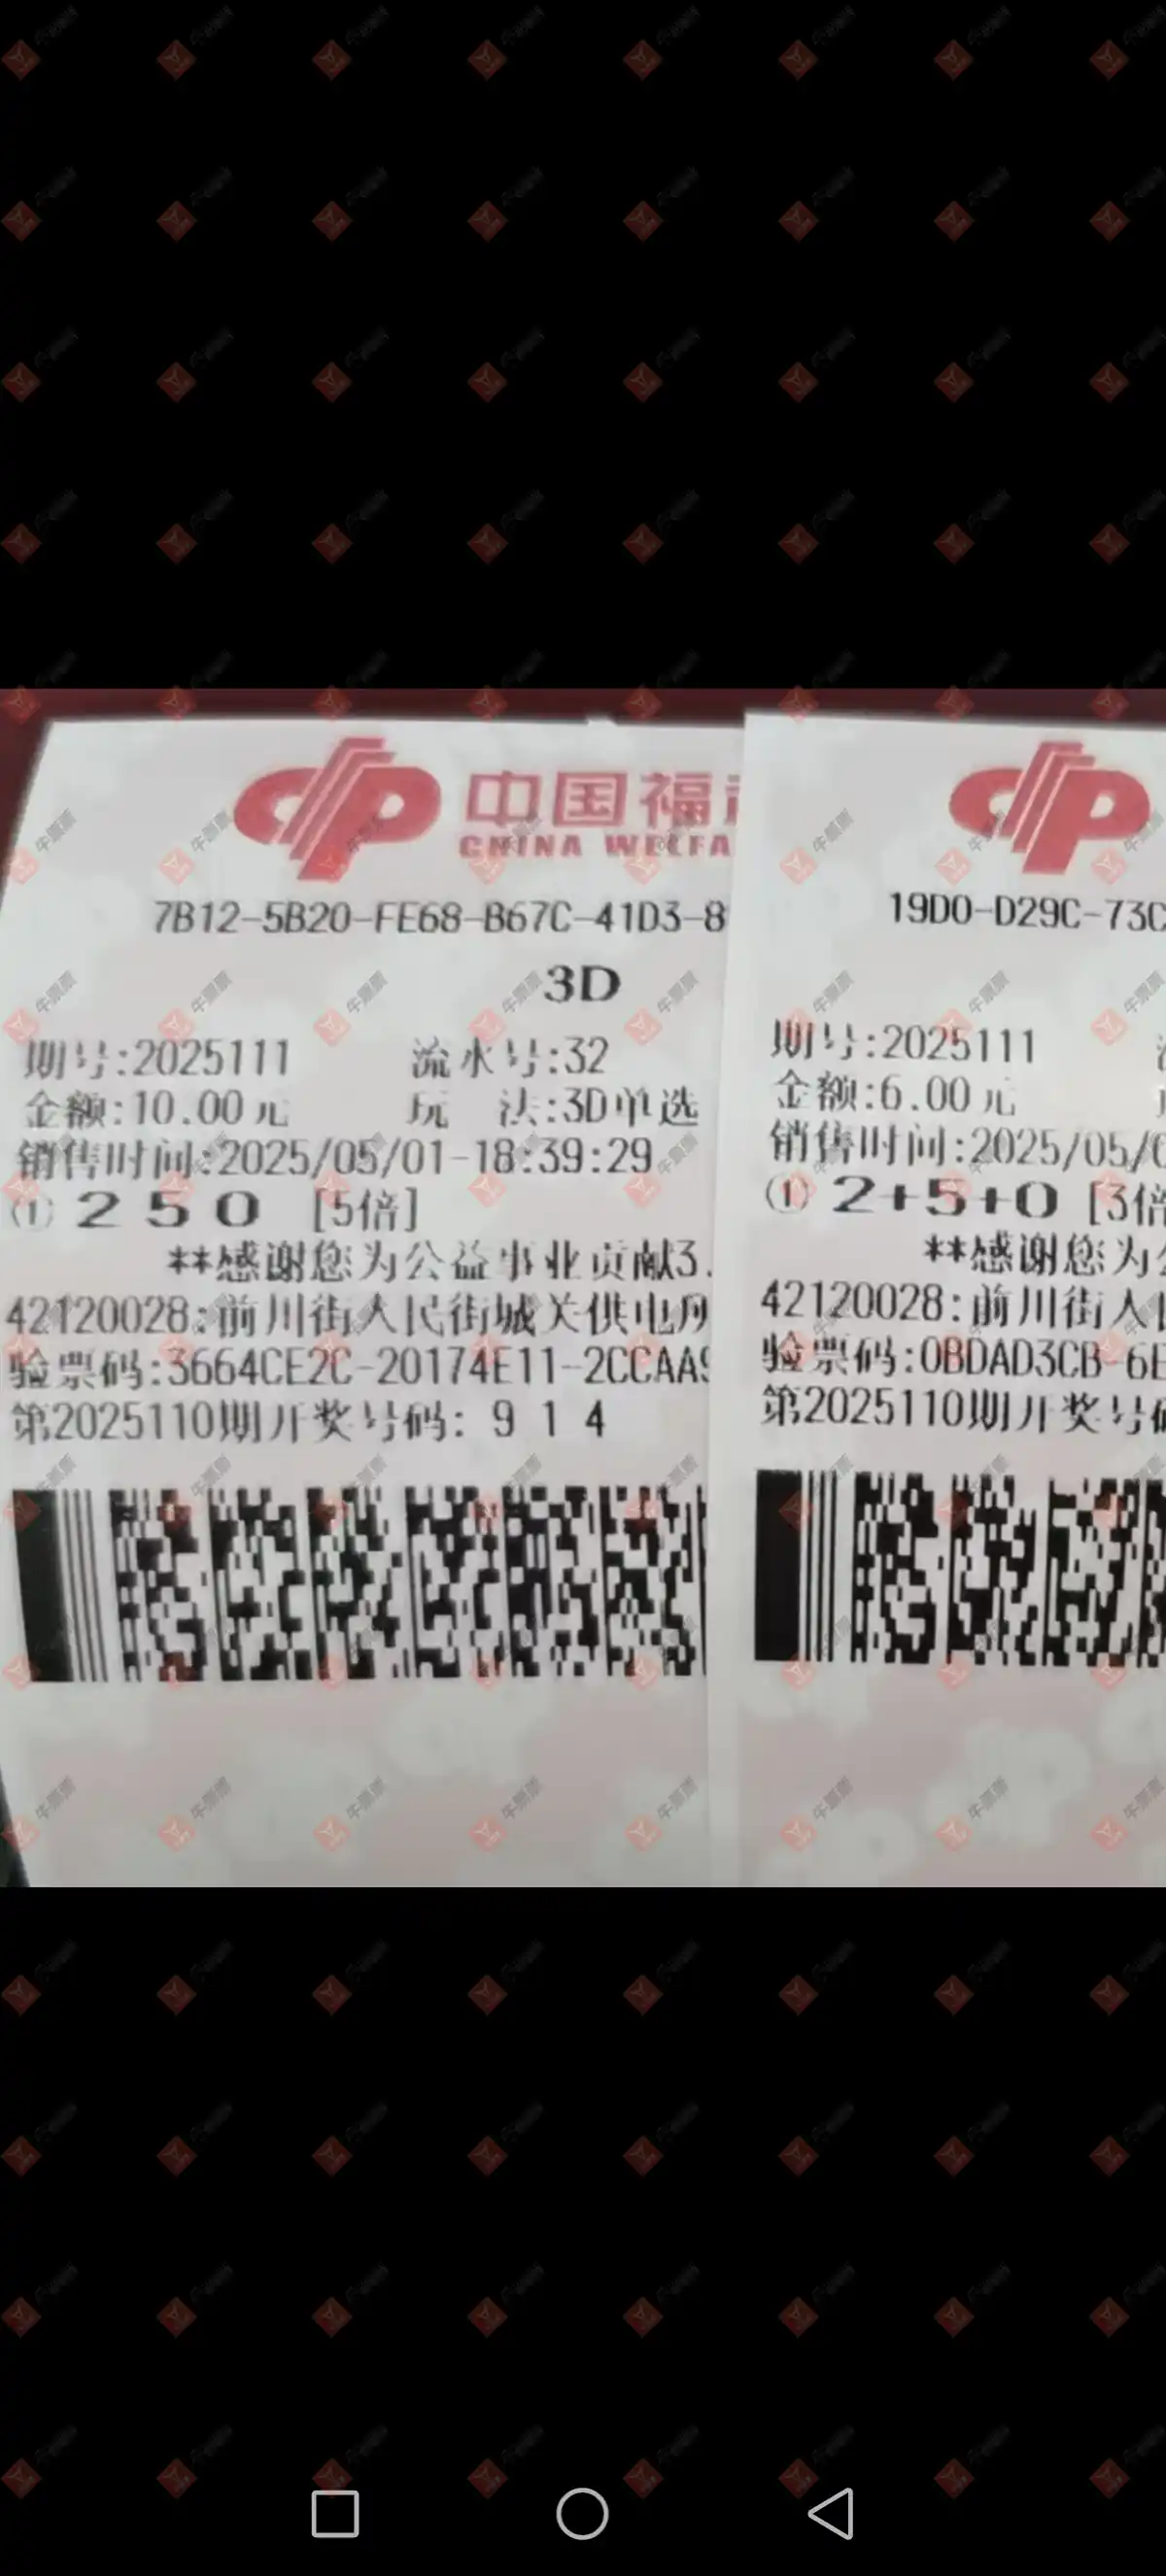 中国福
CHINA WELFA
7B12-5B20-FE68-B67C-41D3-8
3D
期号:2025111 流水号:32
金额:10.00元 玩 法:3D单选
销售时间:2025/05/01-18:39:29
① 2 5 0 [5倍]
**感谢您为公益事业贡献3.
42120028:前川街人民街城关供电所
验票码:3664CE2C-20174E11-2CCAA9
第2025110期开奖号码: 9 1 4
19D0-D29C-73C
期号:2025111
金额:6.00元
销售时间:2025/05/0
① 2+5+0 [3倍
**感谢您为公
42120028:前川街人民
验票码:0BDAD3CB-6E
第2025110期开奖号码